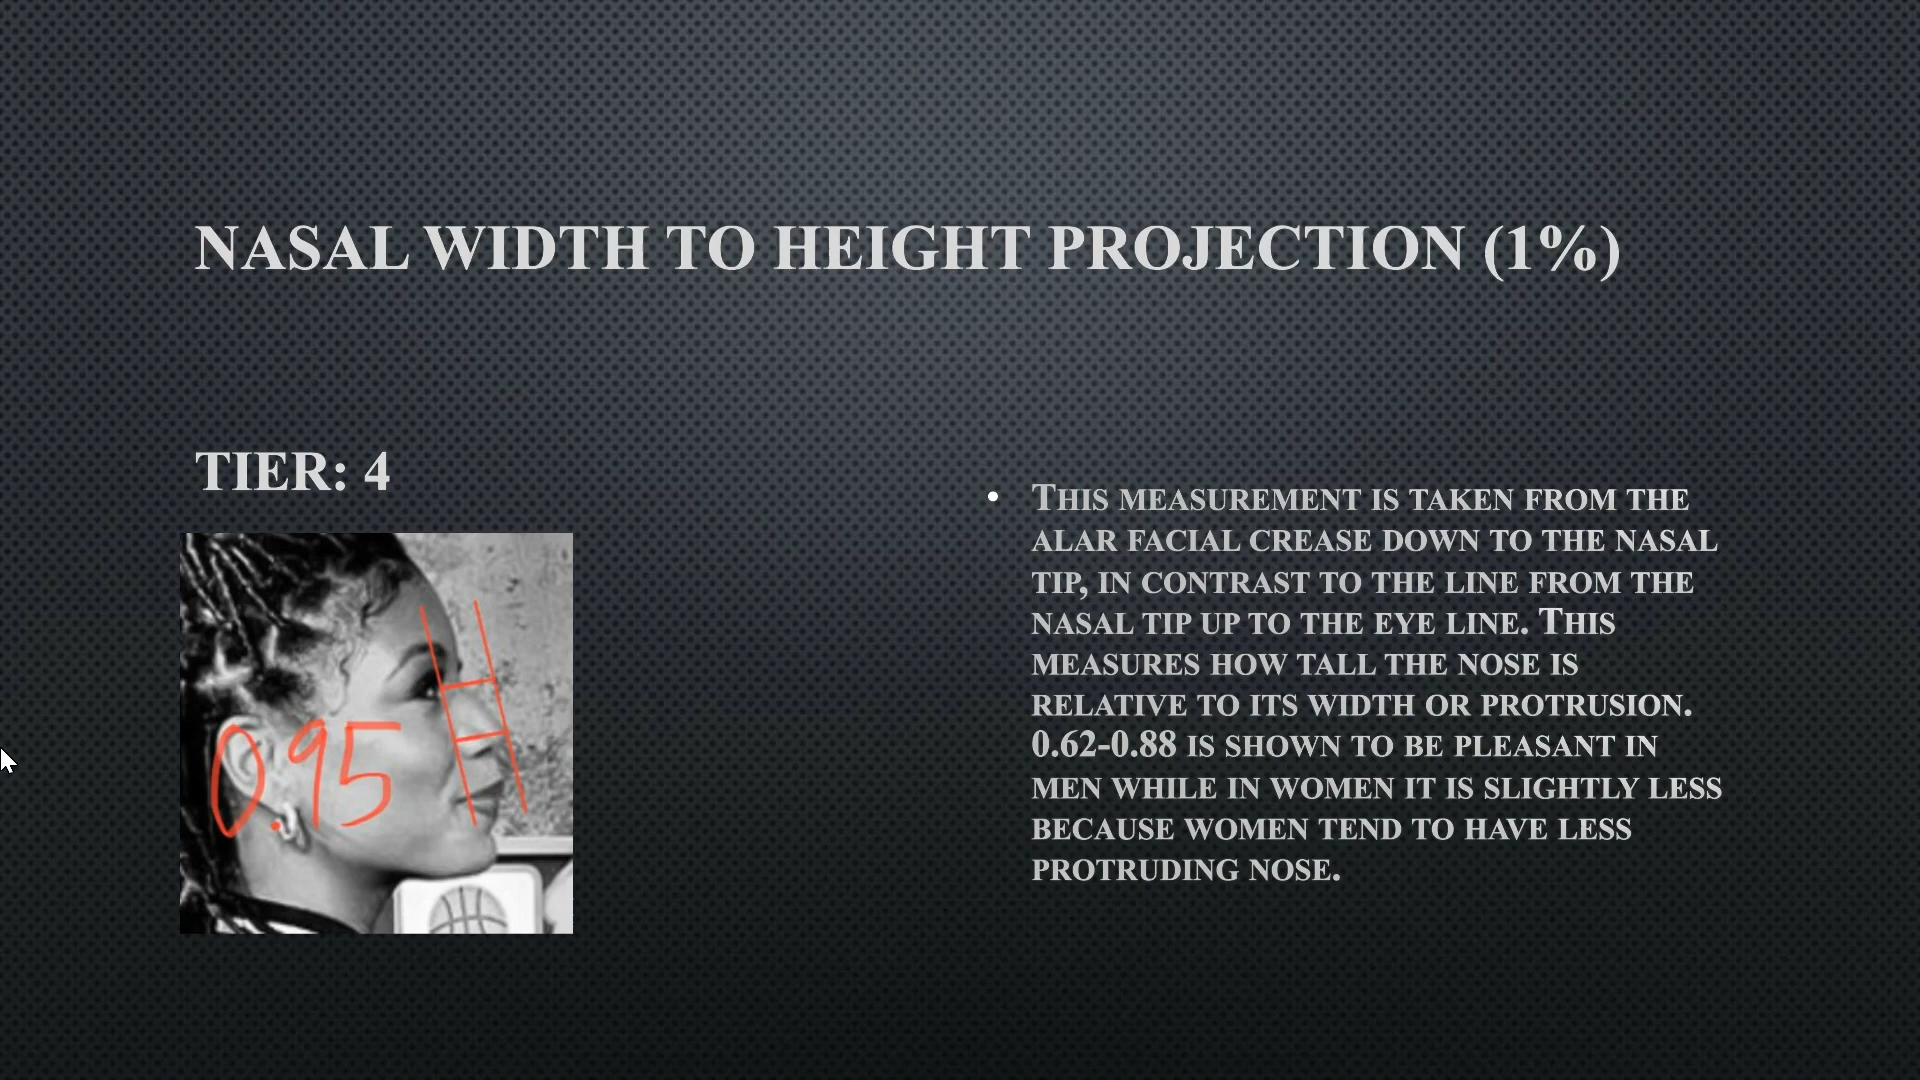 NASAL WIDTH TO HEIGHT PROJECTION (1%)
TIER: 4
0.95
• THIS MEASUREMENT IS TAKEN FROM THE
ALAR FACIAL CREASE DOWN TO THE NASAL
TIP, IN CONTRAST TO THE LINE FROM THE
NASAL TIP UP TO THE EYE LINE. THIS
MEASURES HOW TALL THE NOSE IS
RELATIVE TO ITS WIDTH OR PROTRUSION.
0.62-0.88 IS SHOWN TO BE PLEASANT IN
MEN WHILE IN WOMEN IT IS SLIGHTLY LESS
BECAUSE WOMEN TEND TO HAVE LESS
PROTRUDING NOSE.